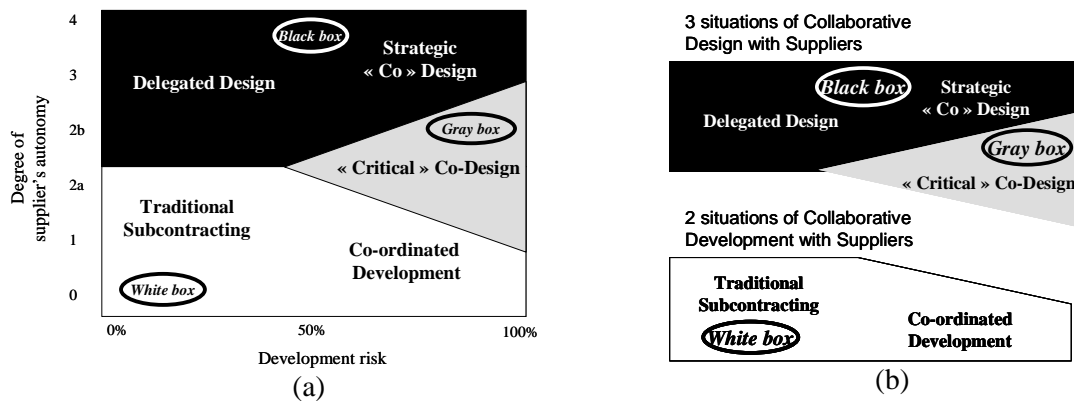 4
3
2b
2a
1
0
Degree of
supplier's autonomy
Black box
Strategic
« Co » Design
Delegated Design
Gray box
« Critical » Co-Design
Traditional
Subcontracting
Co-ordinated
Development
White box
0%
50%
100%
Development risk
(a)
3 situations of Collaborative
Design with Suppliers
Black box
Strategic
« Co » Design
Delegated Design
Gray box
« Critical » Co-Design
2 situations of Collaborative
Development with Suppliers
Traditional
Subcontracting
White box
Co-ordinated
Development
(b)